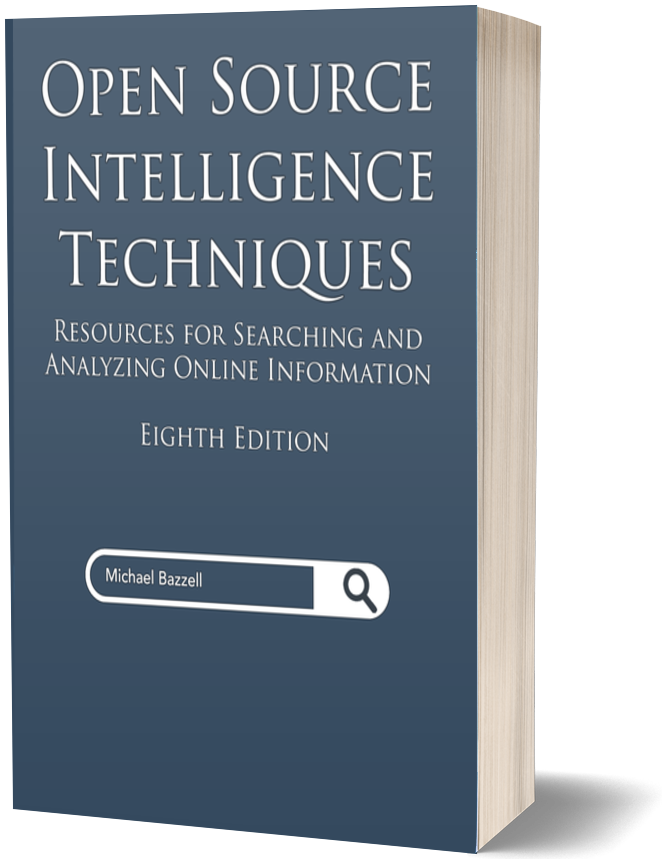 Open Source
Intelligence
Techniques
Resources for Searching and
Analyzing Online Information
Eighth Edition
Michael Bazzell